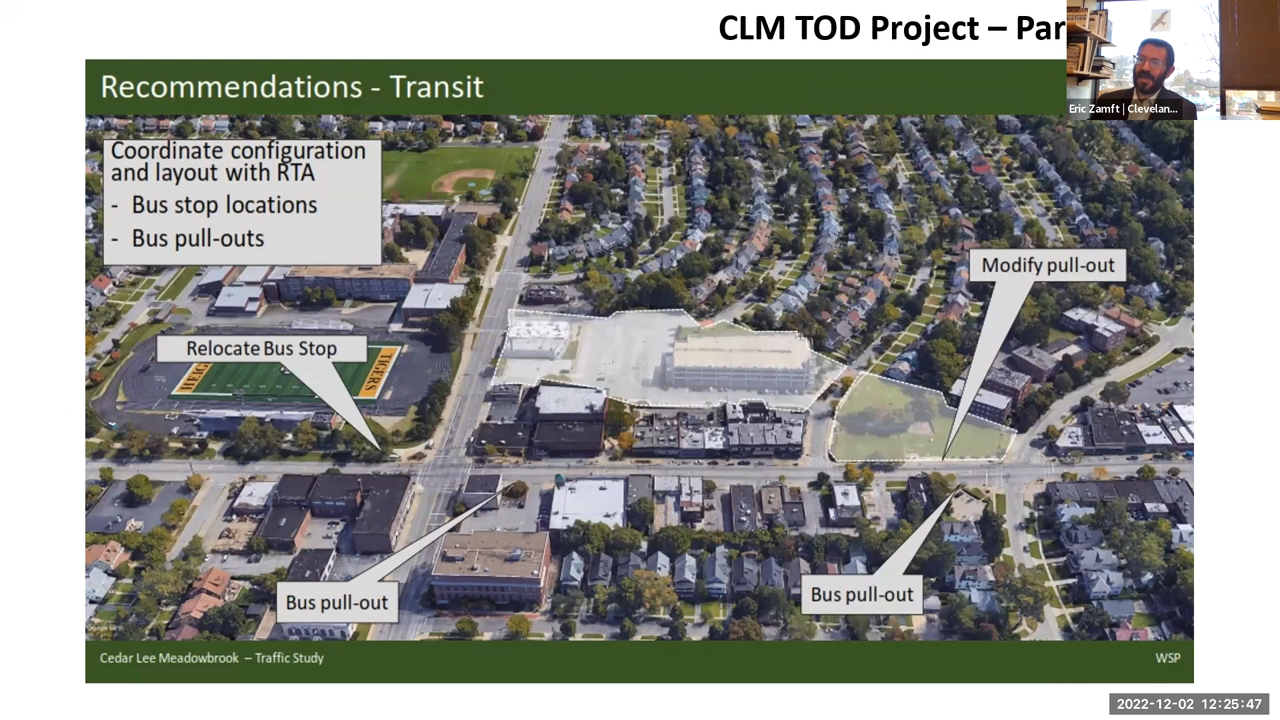 CLM TOD Project – Par
Eric Zamft | Clevelan...
Recommendations - Transit
Coordinate configuration
and layout with RTA
- Bus stop locations
- Bus pull-outs
Modify pull-out
Relocate Bus Stop
HEIG
TIGERS
Bus pull-out
Bus pull-out
Cedar Lee Meadowbrook – Traffic Study
WSP
2022-12-02 12:25:47